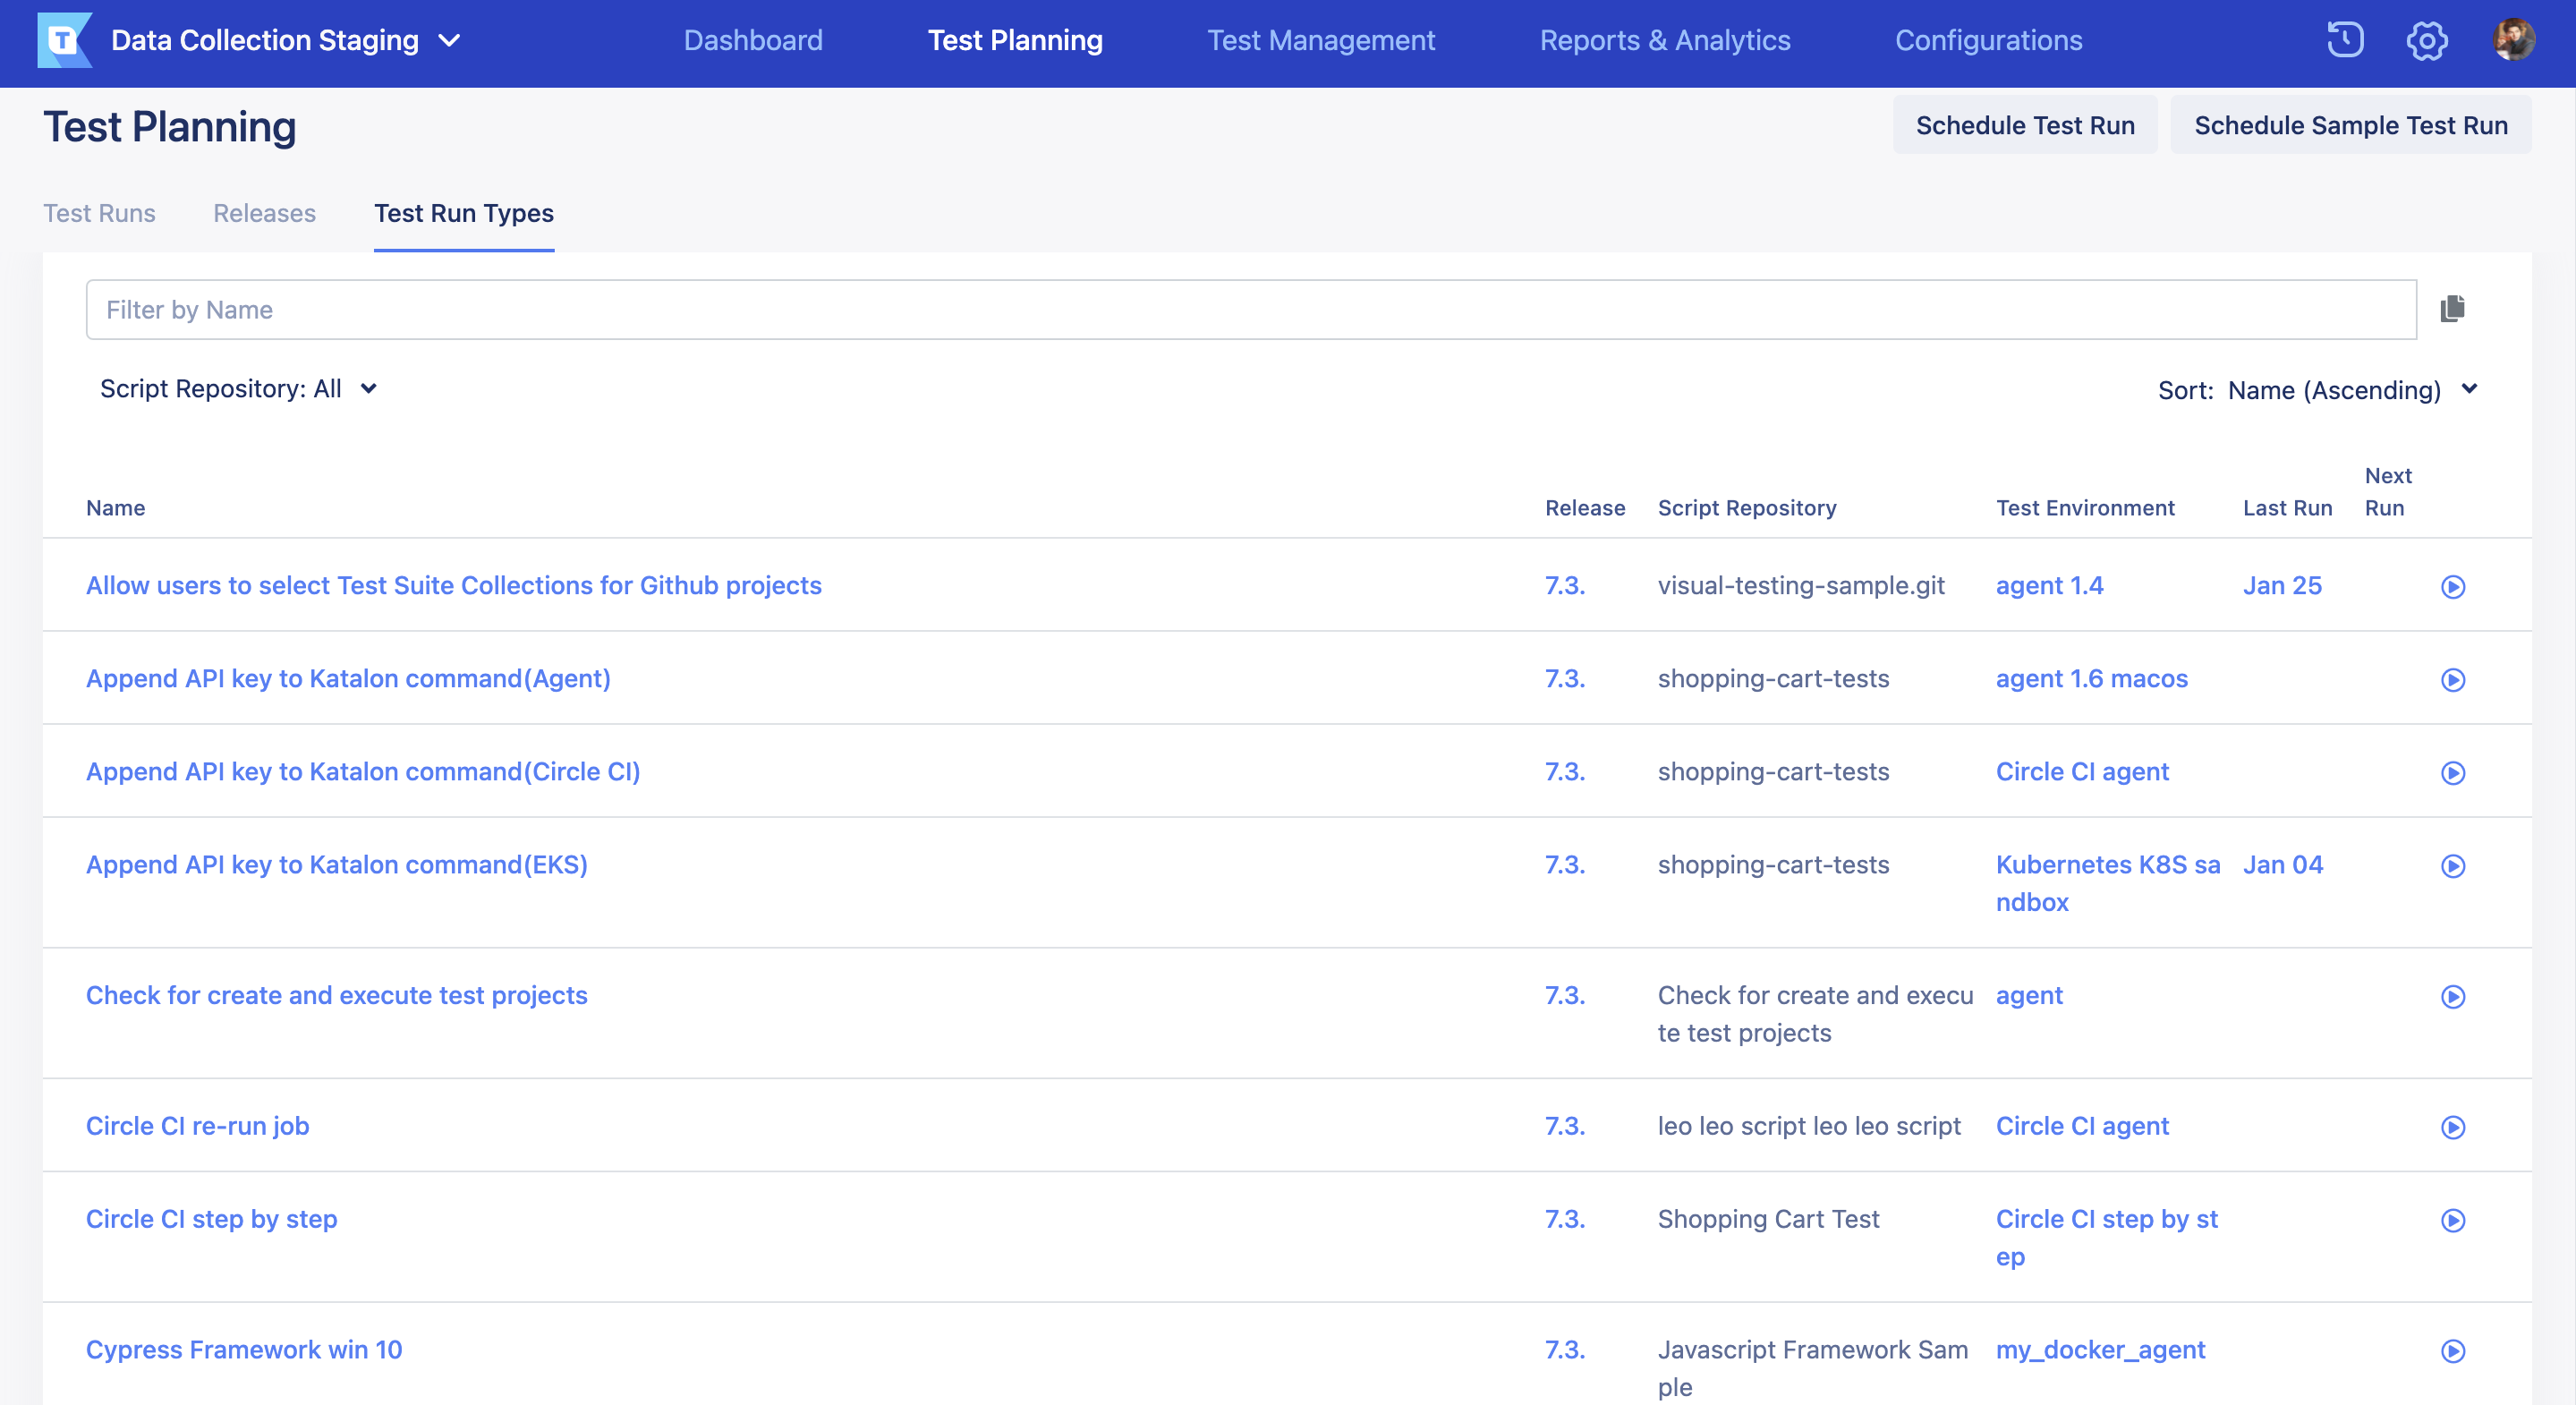 T
Data Collection Staging
Dashboard
Test Planning
Test Management
Reports & Analytics
Configurations
Test Planning
Schedule Test Run
Schedule Sample Test Run
Test Runs
Releases
Test Run Types
Filter by Name
Script Repository: All
Sort: Name (Ascending)
Name
Release
Script Repository
Test Environment
Last Run
Next
Run
Allow users to select Test Suite Collections for Github projects
7.3.
visual-testing-sample.git
agent 1.4
Jan 25
Append API key to Katalon command(Agent)
7.3.
shopping-cart-tests
agent 1.6 macos
Append API key to Katalon command(Circle CI)
7.3.
shopping-cart-tests
Circle CI agent
Append API key to Katalon command(EKS)
7.3.
shopping-cart-tests
Kubernetes K8S sa
ndbox
Jan 04
Check for create and execute test projects
7.3.
Check for create and execu
te test projects
agent
Circle CI re-run job
7.3.
leo leo script leo leo script
Circle CI agent
Circle CI step by step
7.3.
Shopping Cart Test
Circle CI step by st
ep
Cypress Framework win 10
7.3.
Javascript Framework Sam
ple
my_docker_agent